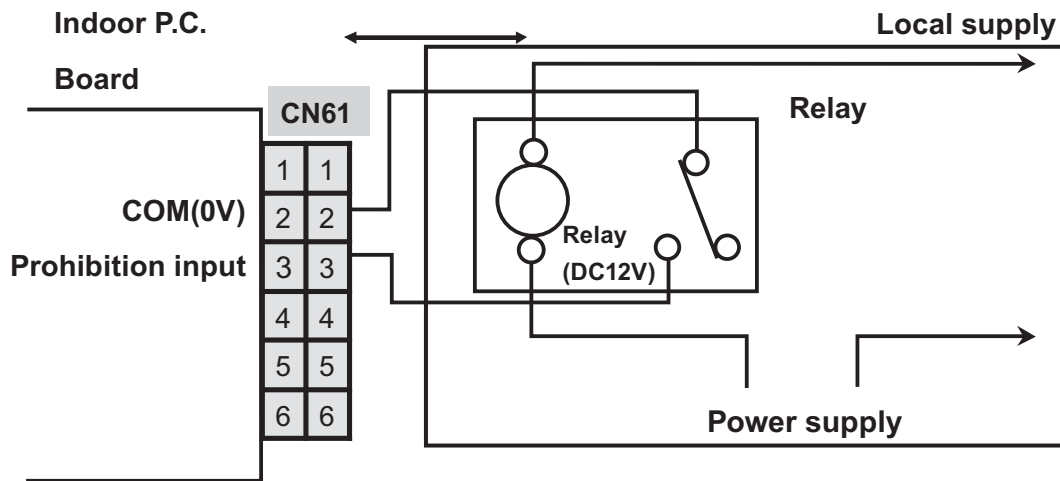 Indoor P.C.
Board
Local supply
CN61
Relay
1 1
COM(0V) 2 2
Relay
(DC12V)
Prohibition input 3 3
4 4
5 5
6 6
Power supply